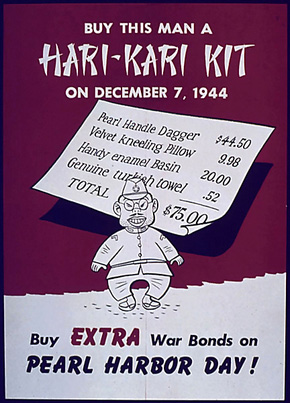 BUY THIS MAN A
HARI-KARI KIT
ON DECEMBER 7, 1944
Pearl Handle Dagger $44.50
Velvet kneeling Pillow 9.98
Handy enamel Basin 20.00
Genuine turkish towel .52
TOTAL $75.00
Buy EXTRA War Bonds on
PEARL HARBOR DAY!